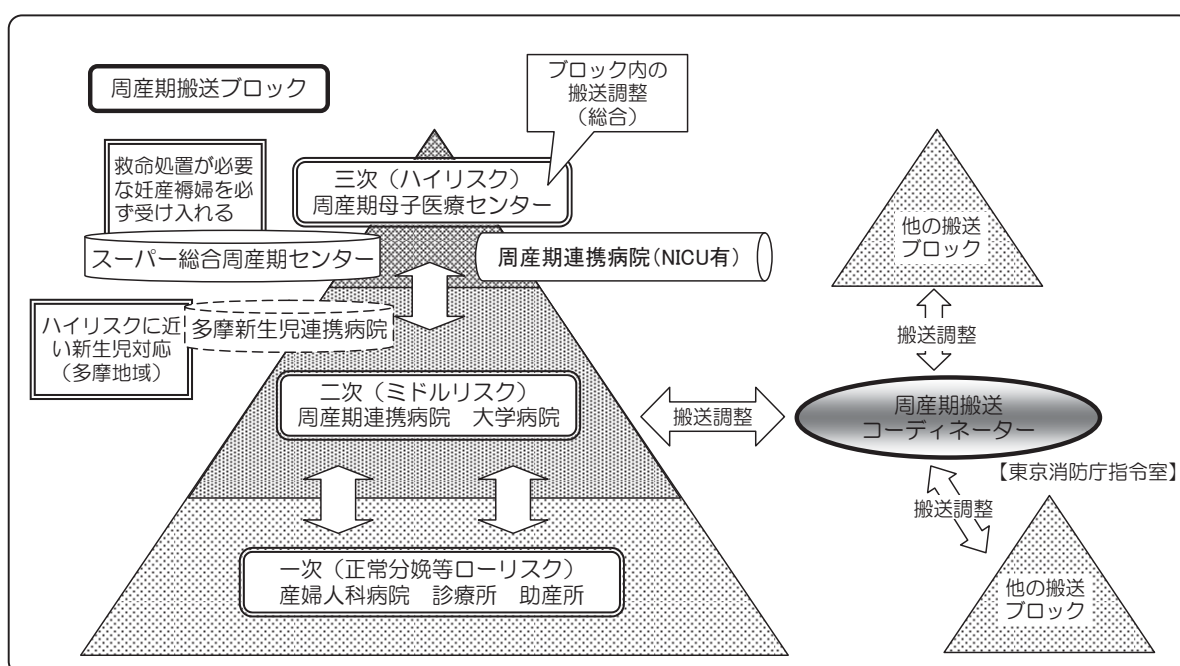 周産期搬送ブロック
ブロック内の
搬送調整
（総合）
救命処置が必要
な妊産褥婦を必
ず受け入れる
三次（ハイリスク）
周産期母子医療センター
スーパー総合周産期センター
周産期連携病院（NICU有）
ハイリスクに近
い新生児対応
（多摩地域）
多摩新生児連携病院
二次（ミドルリスク）
周産期連携病院　大学病院
一次（正常分娩等ローリスク）
産婦人科病院　診療所　助産所
搬送調整
他の搬送
ブロック
搬送調整
周産期搬送
コーディネーター
【東京消防庁指令室】
搬送調整
他の搬送
ブロック